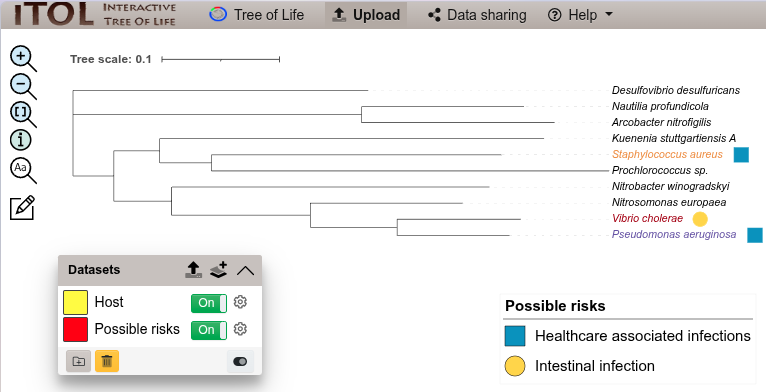 iTOL INTERACTIVE TREE OF LIFE Tree of Life Upload Data sharing Help
Tree scale: 0.1
Desulfovibrio desulfuricans
Nautilia profundicola
Arcobacter nitrofigilis
Kuenenia stuttgartiensis A
Staphylococcus aureus
Prochlorococcus sp.
Nitrobacter winogradskyi
Nitrosomonas europaea
Vibrio cholerae
Pseudomonas aeruginosa
Aa
Datasets
Host On
Possible risks On
Possible risks
Healthcare associated infections
Intestinal infection